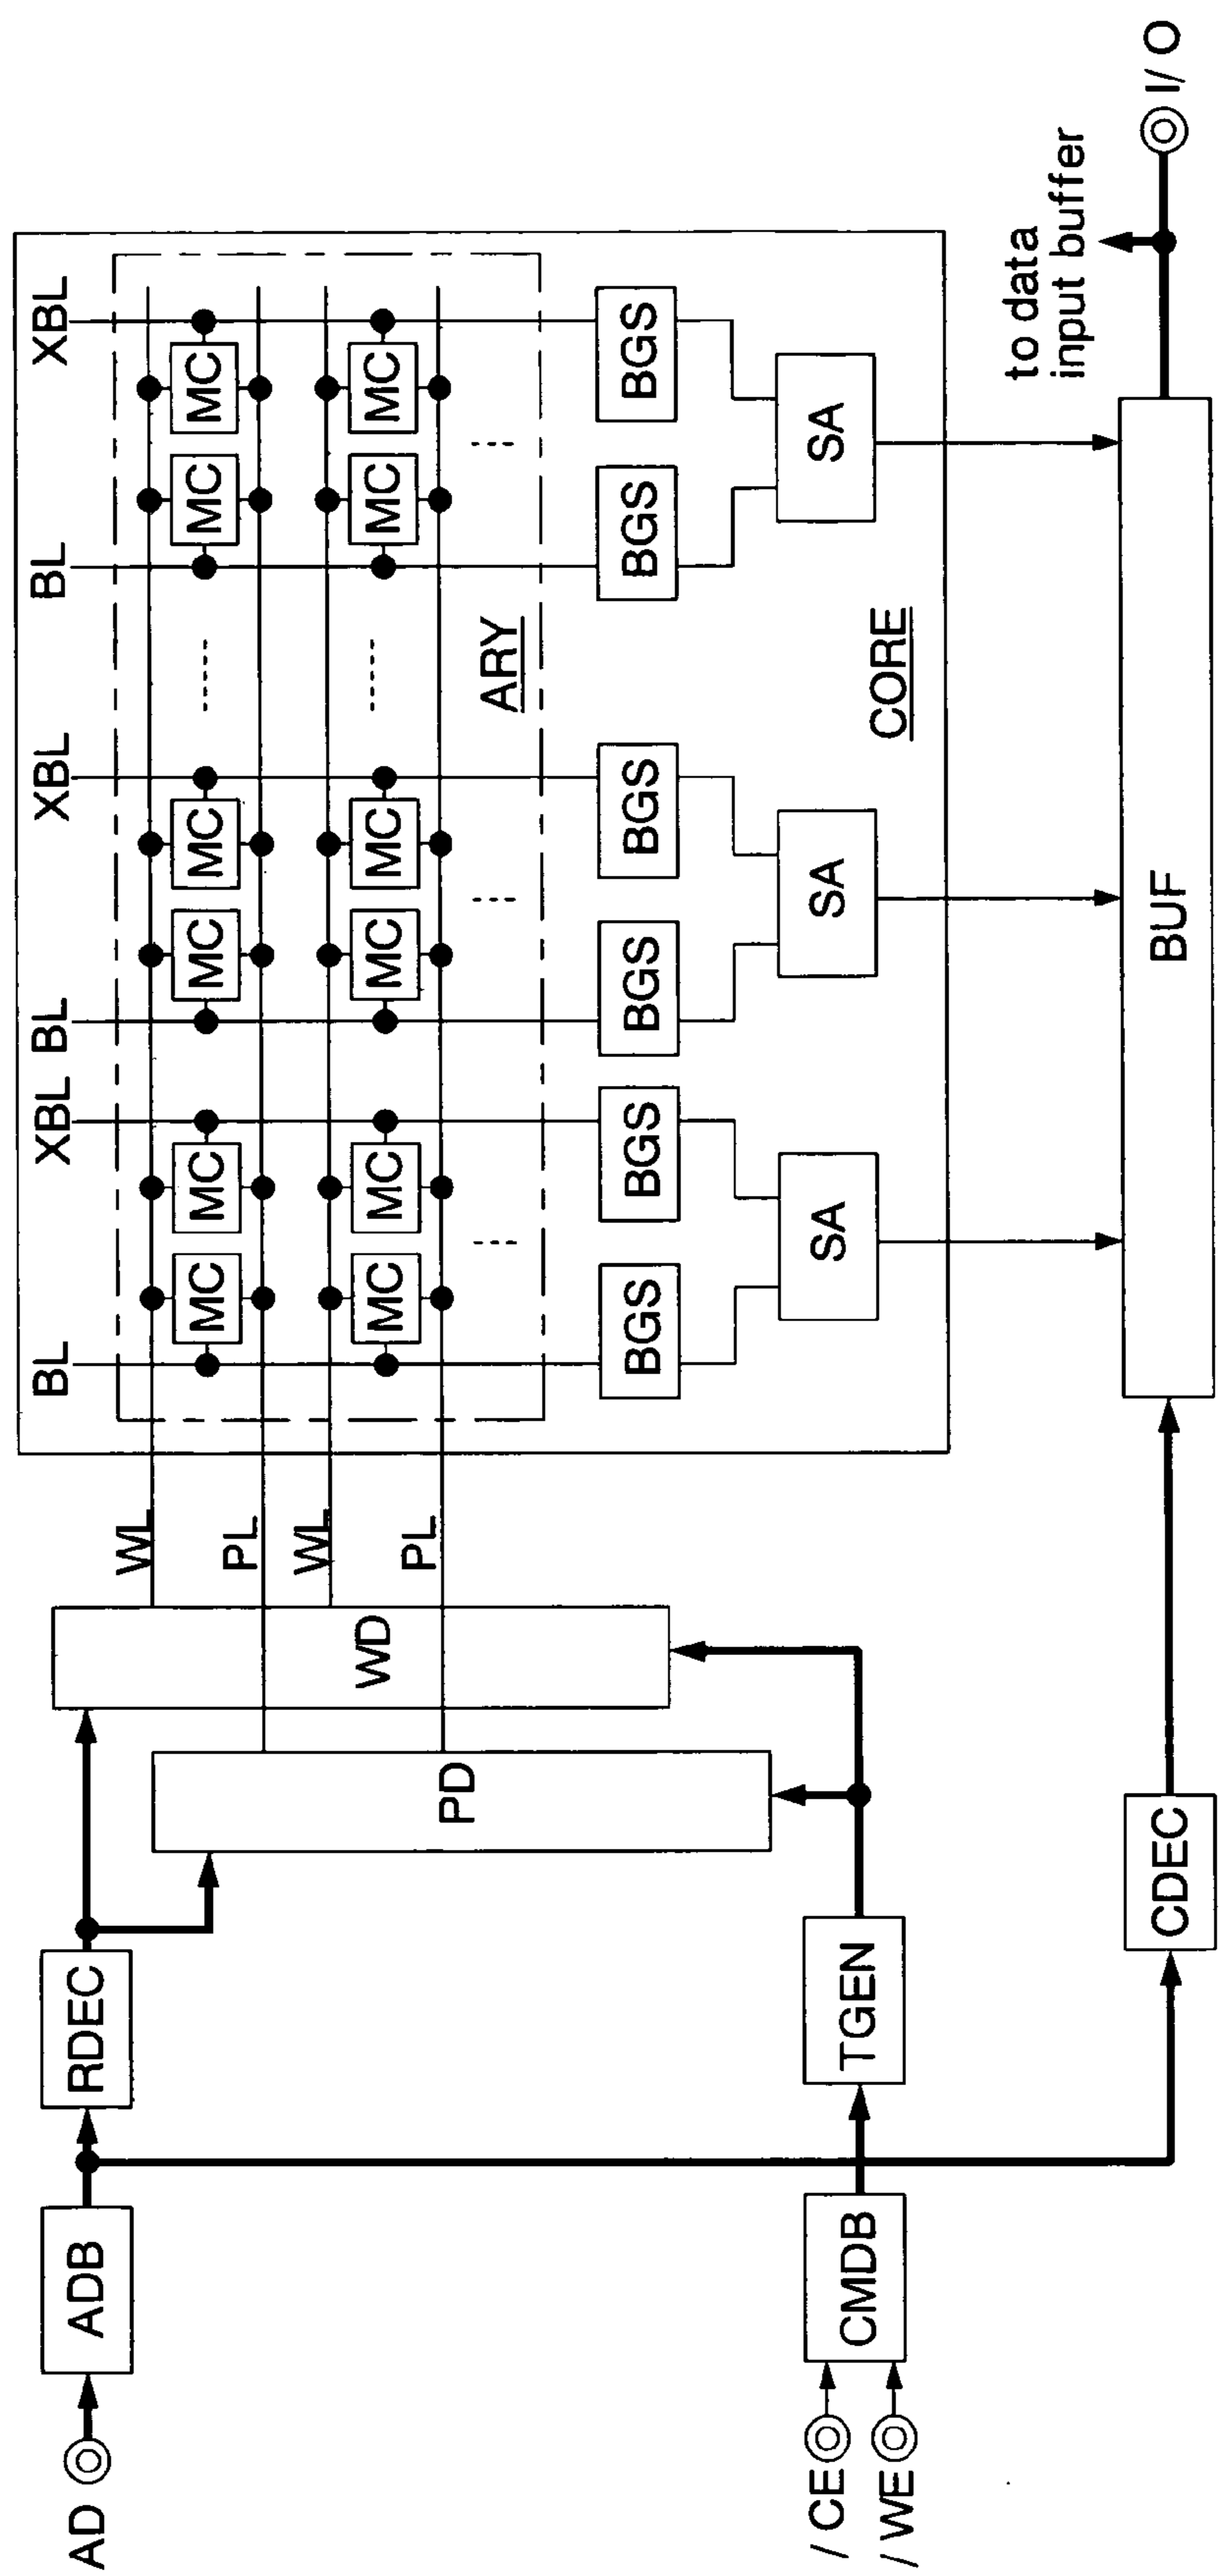 BL
XBL
BL
XBL
BL
XBL
WL
MC
MC
MC
MC
MC
MC
PL
WL
MC
MC
MC
MC
MC
MC
PL
ARY
AD
ADB
RDEC
WD
PD
BGS
BGS
BGS
BGS
BGS
BGS
SA
SA
SA
CORE
/ CE
/ WE
CMDB
TGEN
to data
input buffer
CDEC
BUF
I/ O